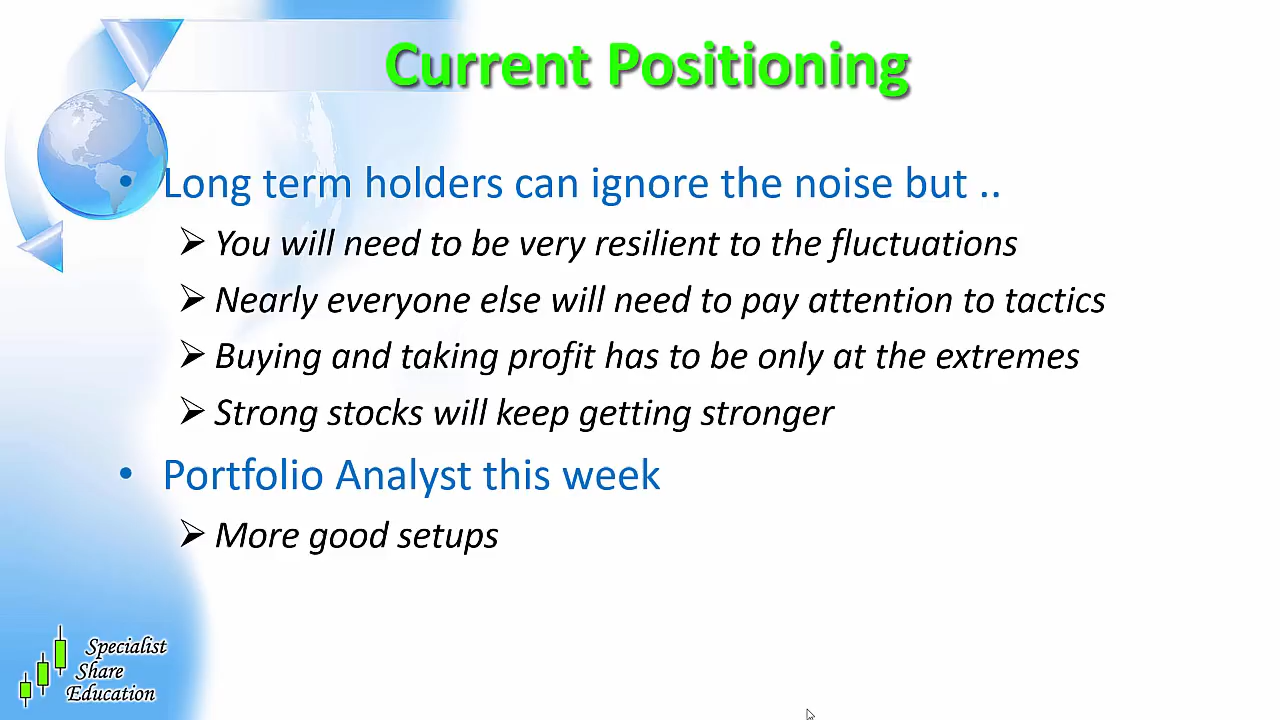 Current Positioning
• Long term holders can ignore the noise but ..
➢ You will need to be very resilient to the fluctuations
➢ Nearly everyone else will need to pay attention to tactics
➢ Buying and taking profit has to be only at the extremes
➢ Strong stocks will keep getting stronger
• Portfolio Analyst this week
➢ More good setups
Specialist
Share
Education